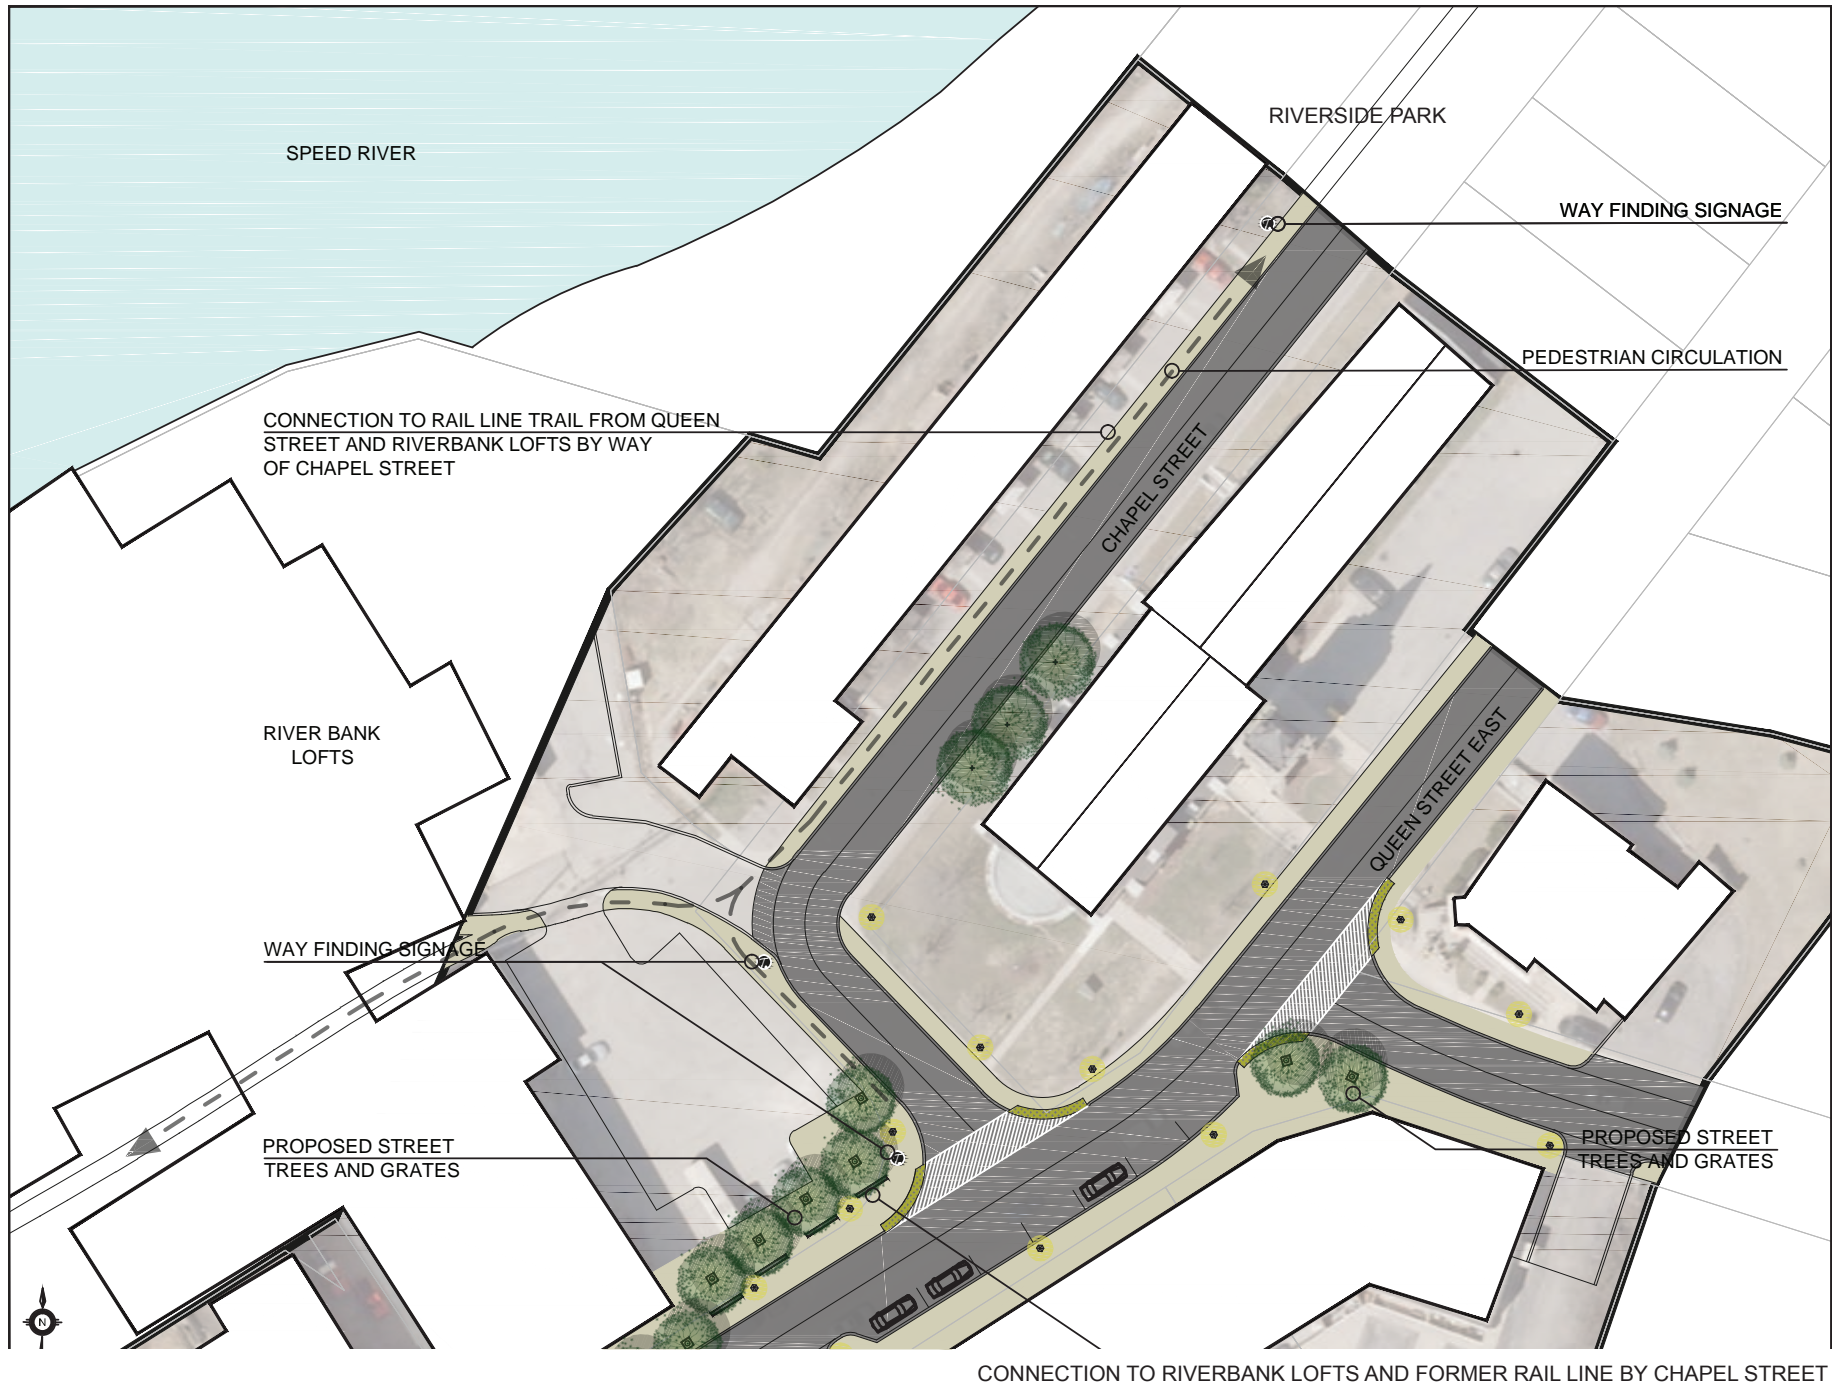 RIVERSIDE PARK
SPEED RIVER
WAY FINDING SIGNAGE
PEDESTRIAN CIRCULATION
CONNECTION TO RAIL LINE TRAIL FROM QUEEN
STREET AND RIVERBANK LOFTS BY WAY
OF CHAPEL STREET
CHAPEL STREET
RIVER BANK
LOFTS
QUEEN STREET EAST
WAY FINDING SIGNAGE
PROPOSED STREET
TREES AND GRATES
PROPOSED STREET
TREES AND GRATES
N
CONNECTION TO RIVERBANK LOFTS AND FORMER RAIL LINE BY CHAPEL STREET